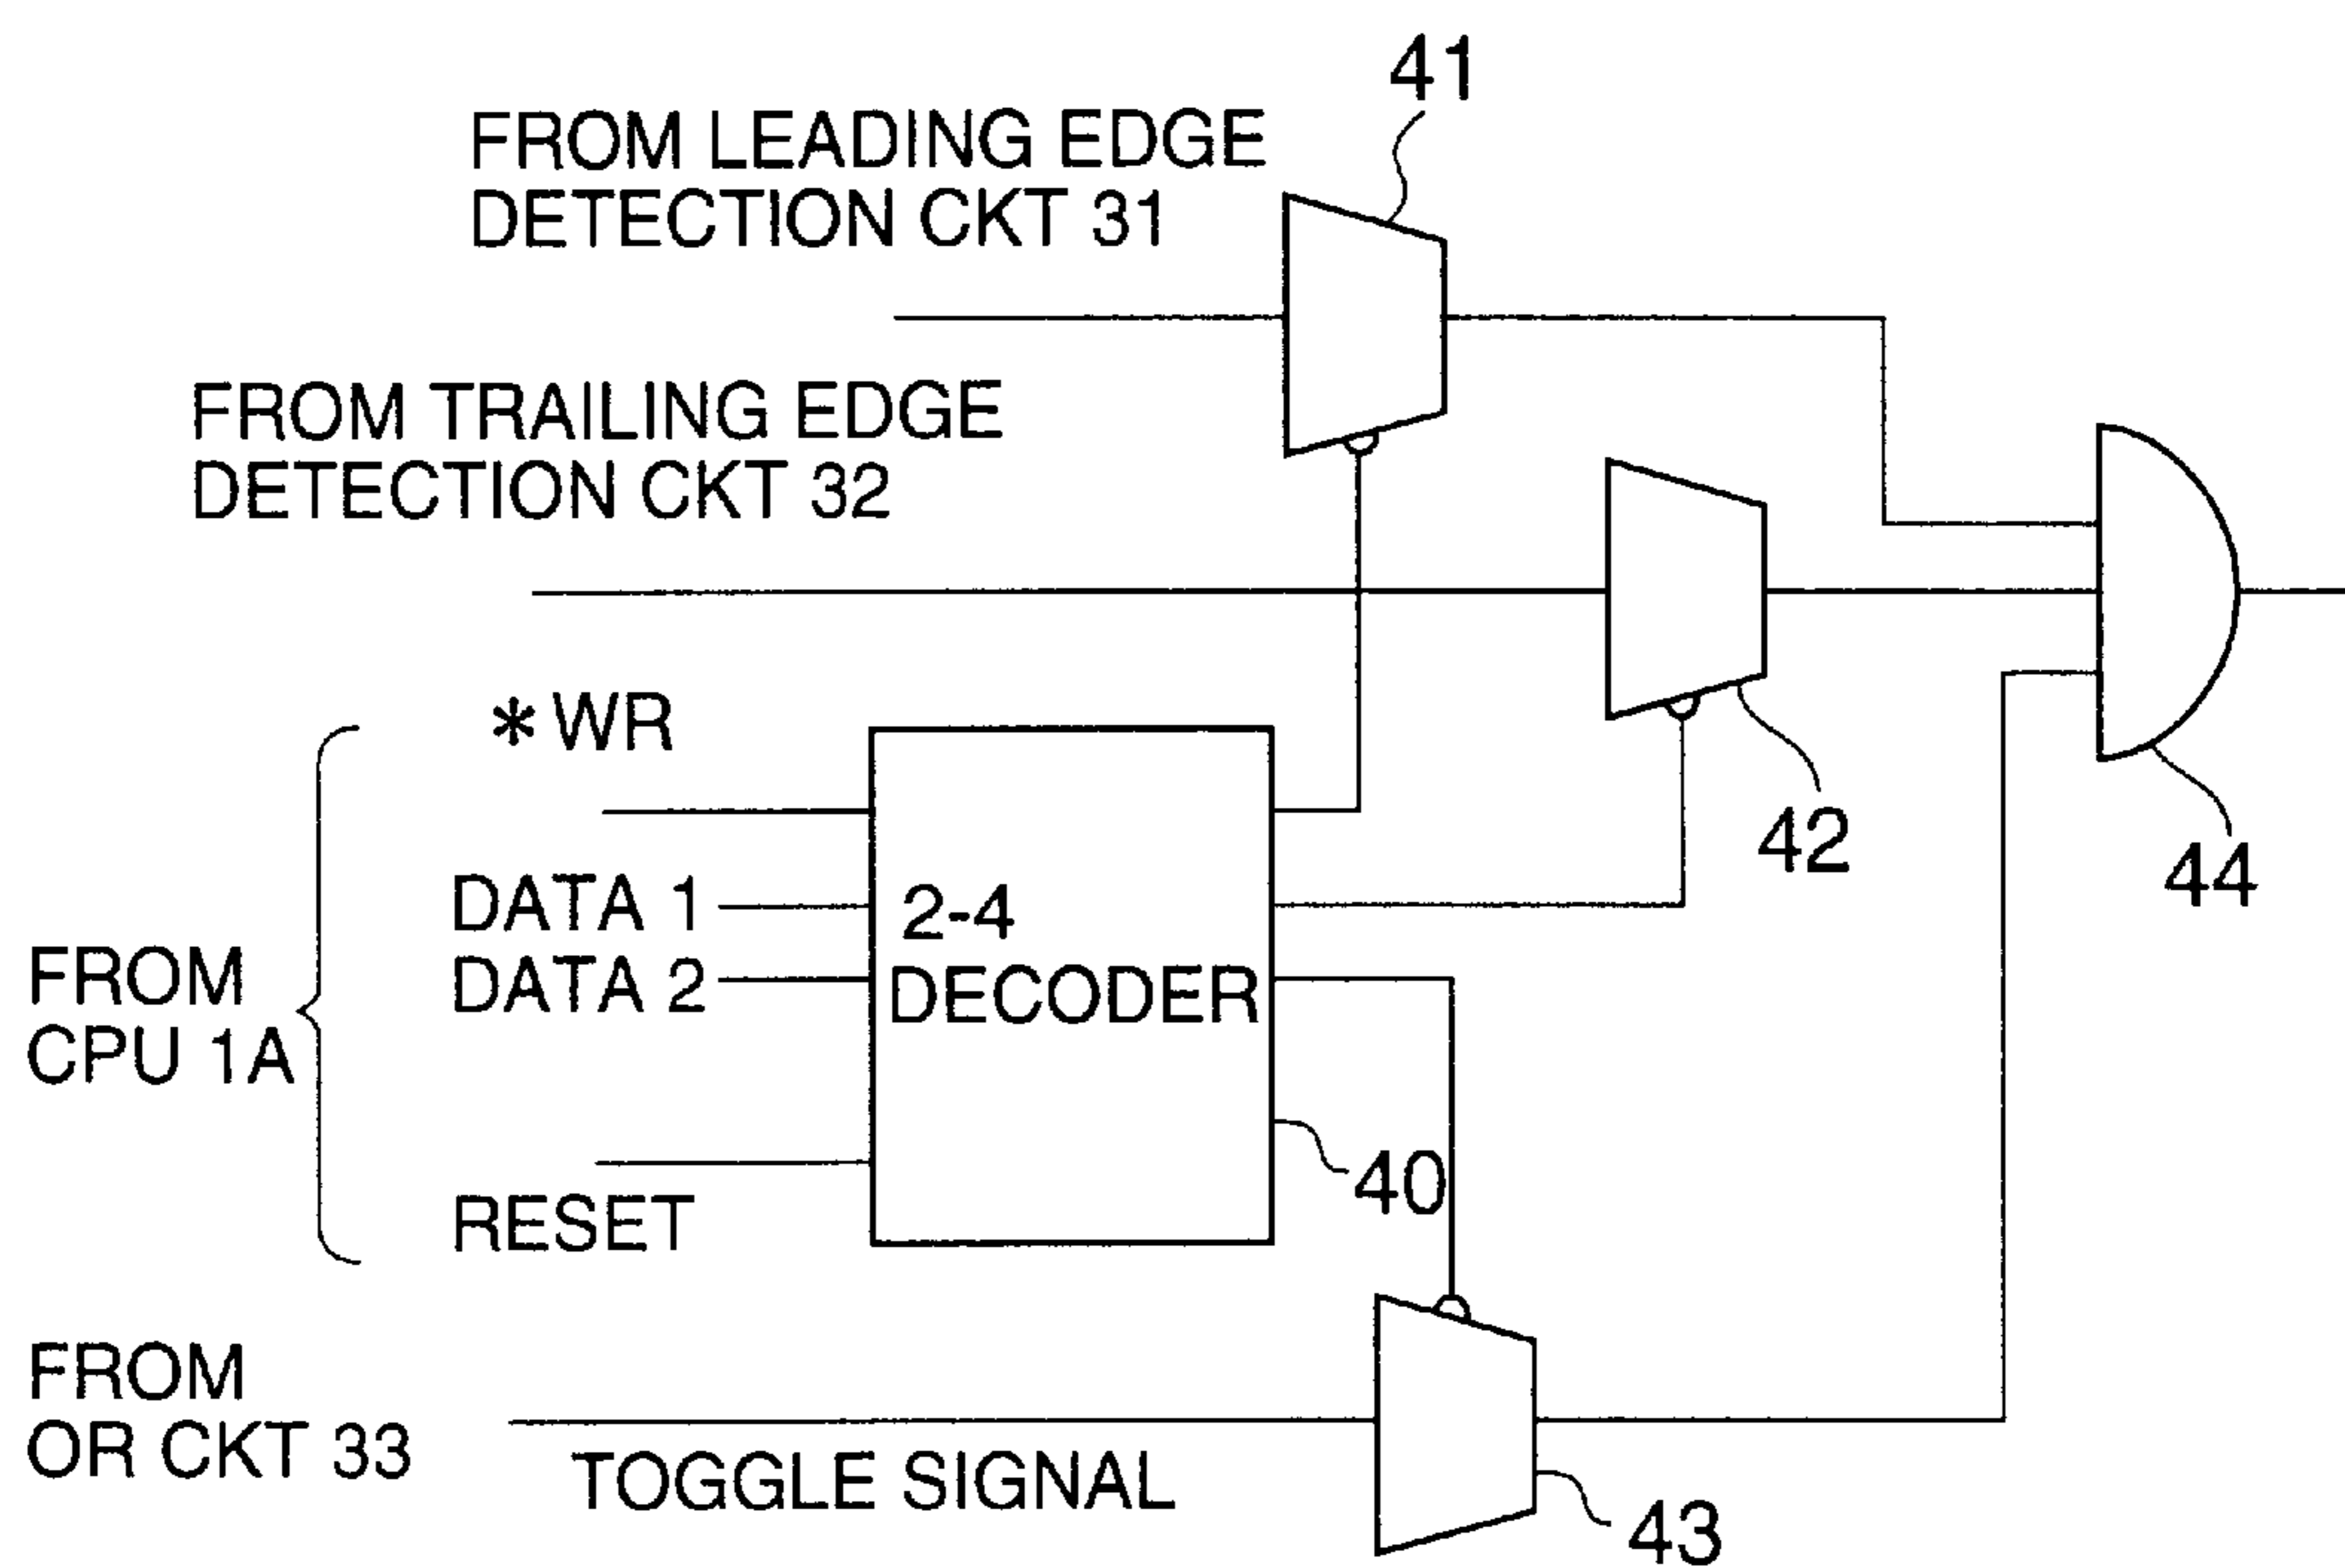 41
FROM LEADING EDGE
DETECTION CKT 31
FROM TRAILING EDGE
DETECTION CKT 32
* WR
DATA 1
DATA 2
2-4
DECODER
42
44
FROM
CPU 1A
40
RESET
FROM
OR CKT 33
TOGGLE SIGNAL
43